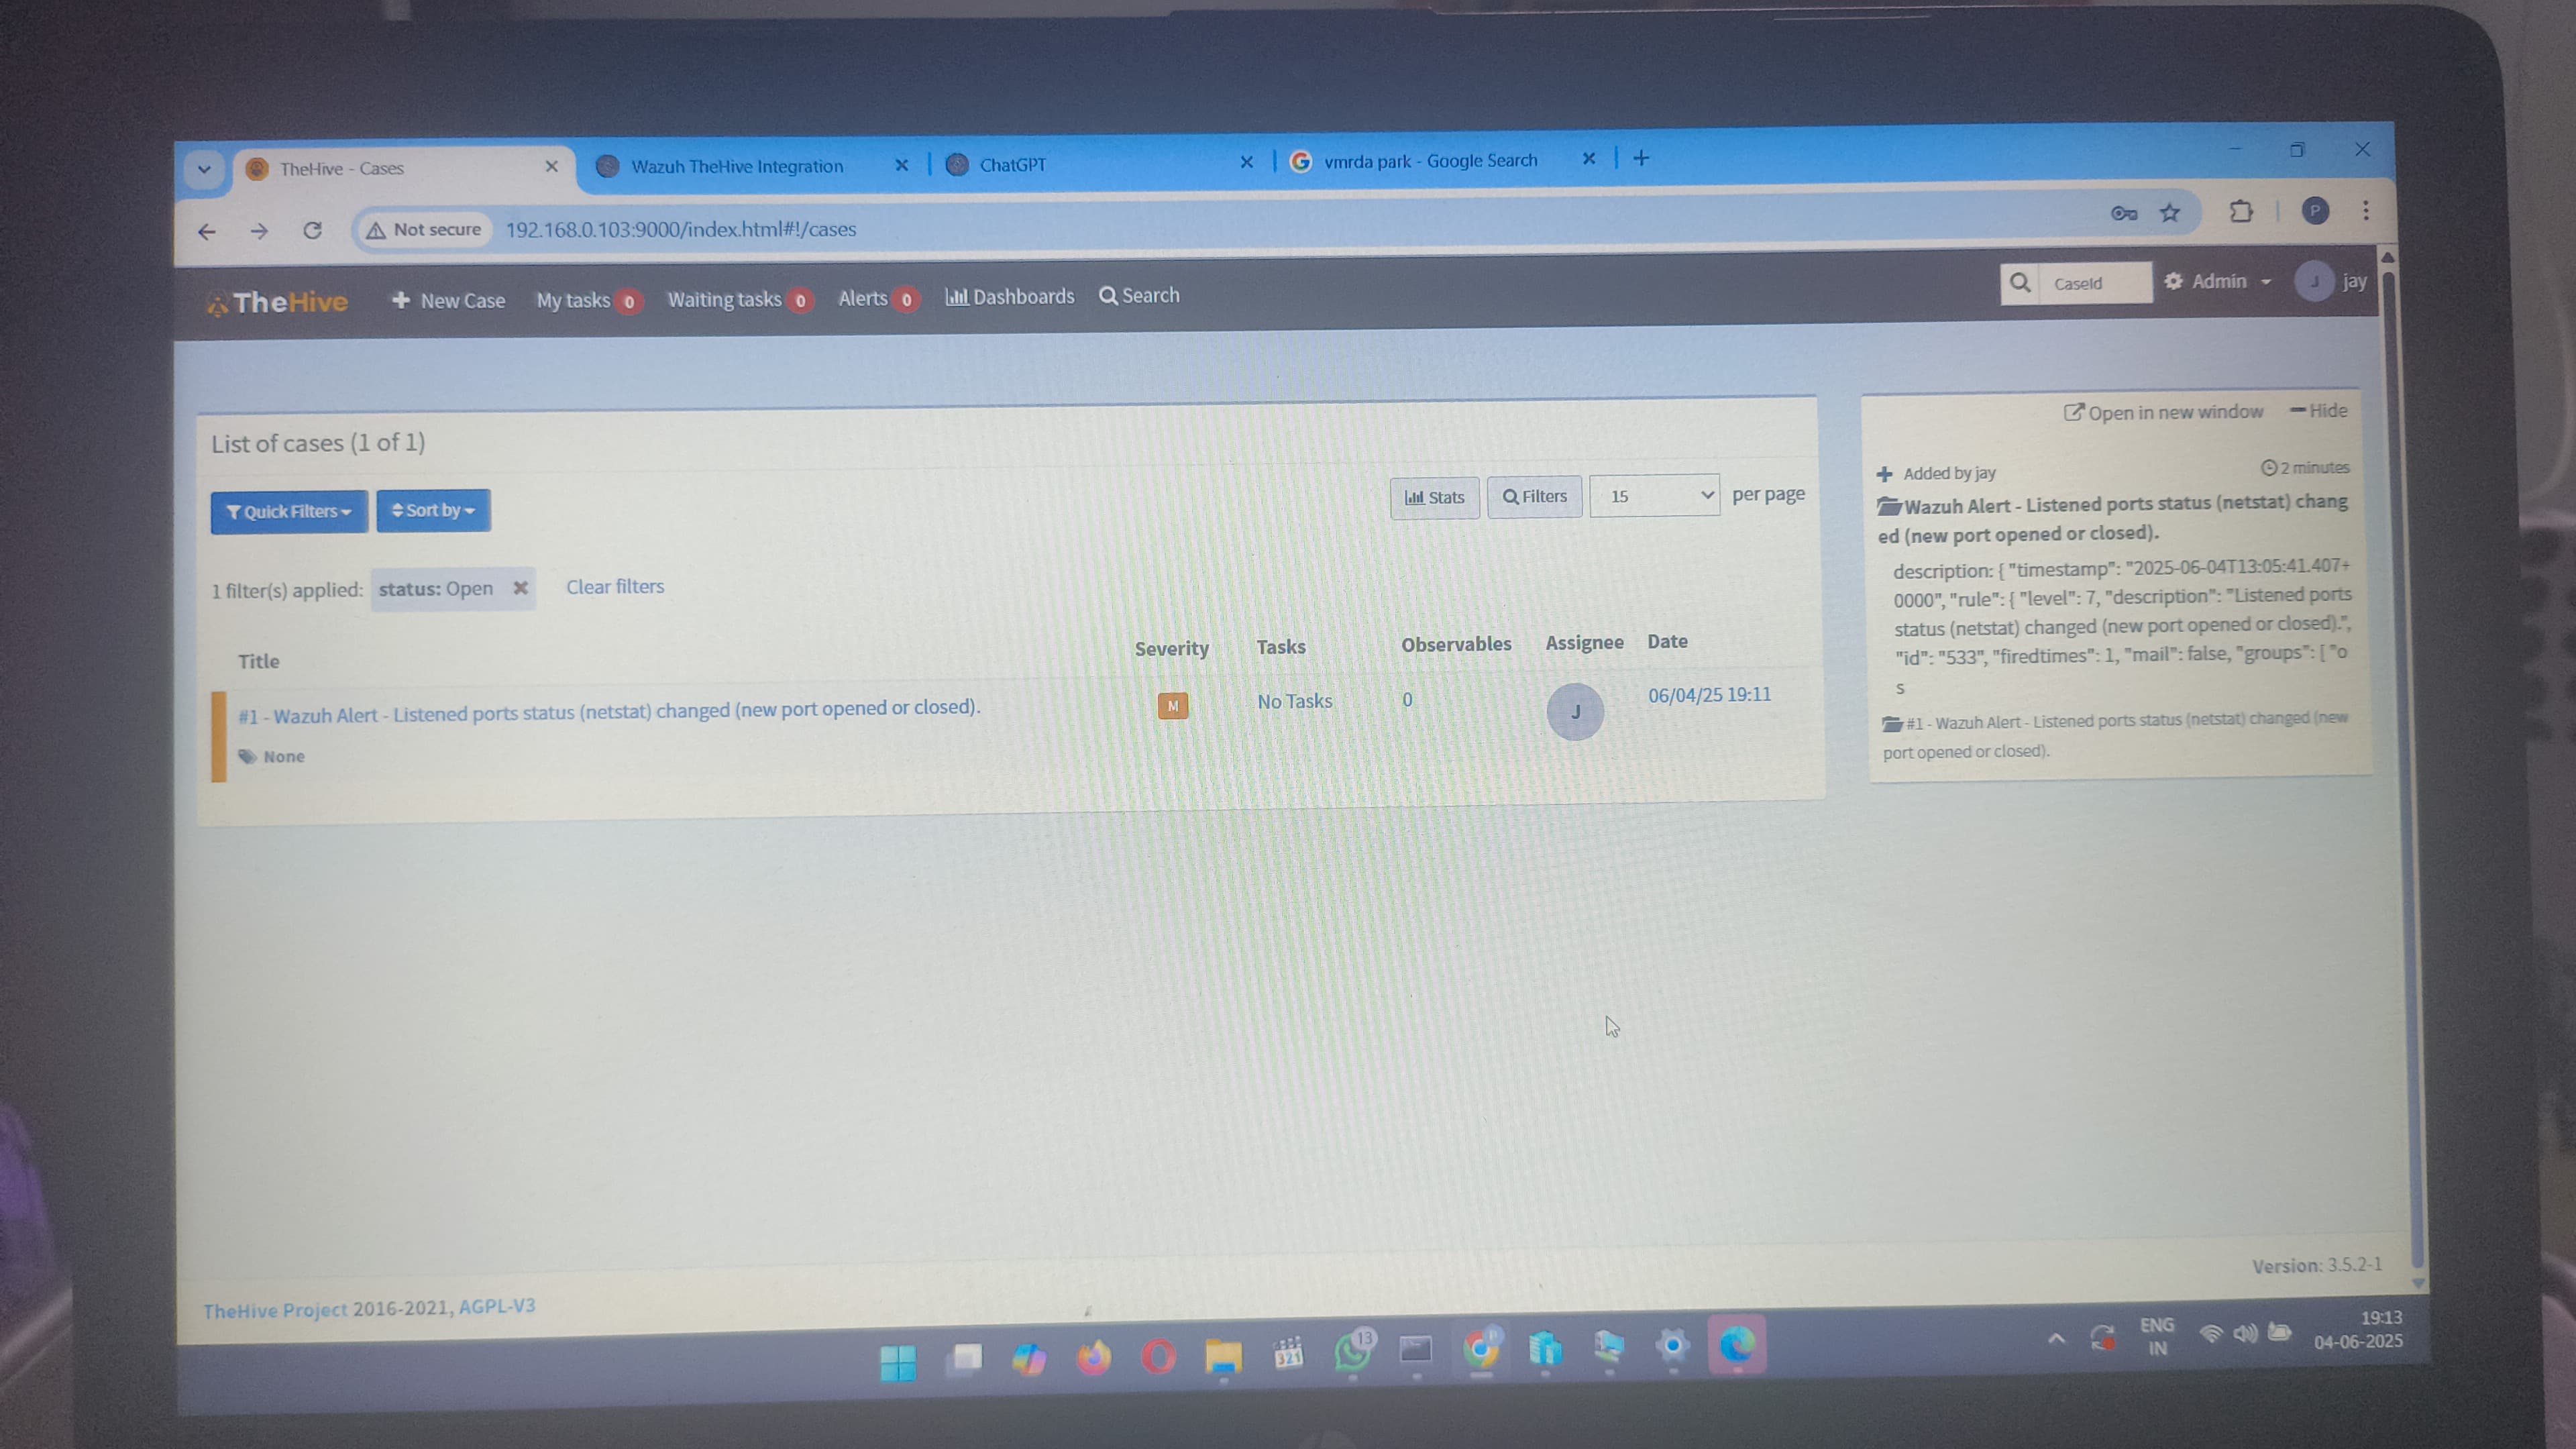 TheHive - Cases
Wazuh TheHive Integration
ChatGPT
vmrda park - Google Search
Not secure
192.168.0.103:9000/index.html#!/cases
P
TheHive
+ New Case
My tasks 0
Waiting tasks 0
Alerts 0
Dashboards
Search
CaseId
Admin
J
jay
List of cases (1 of 1)
Quick Filters
Sort by
Stats
Filters
15
per page
1 filter(s) applied:
status: Open
Clear filters
Title
Severity
Tasks
Observables
Assignee
Date
#1 - Wazuh Alert - Listened ports status (netstat) changed (new port opened or closed).
M
No Tasks
0
J
06/04/25 19:11
None
Open in new window
Hide
Added by jay
2 minutes
Wazuh Alert - Listened ports status (netstat) chang
ed (new port opened or closed).
description: { "timestamp": "2025-06-04T13:05:41.407+
0000", "rule": { "level": 7, "description": "Listened ports
status (netstat) changed (new port opened or closed).",
"id": "533", "firedtimes": 1, "mail": false, "groups": [ "o
s
#1 - Wazuh Alert - Listened ports status (netstat) changed (new
port opened or closed).
TheHive Project 2016-2021, AGPL-V3
Version: 3.5.2-1
321
13
ENG
IN
19:13
04-06-2025